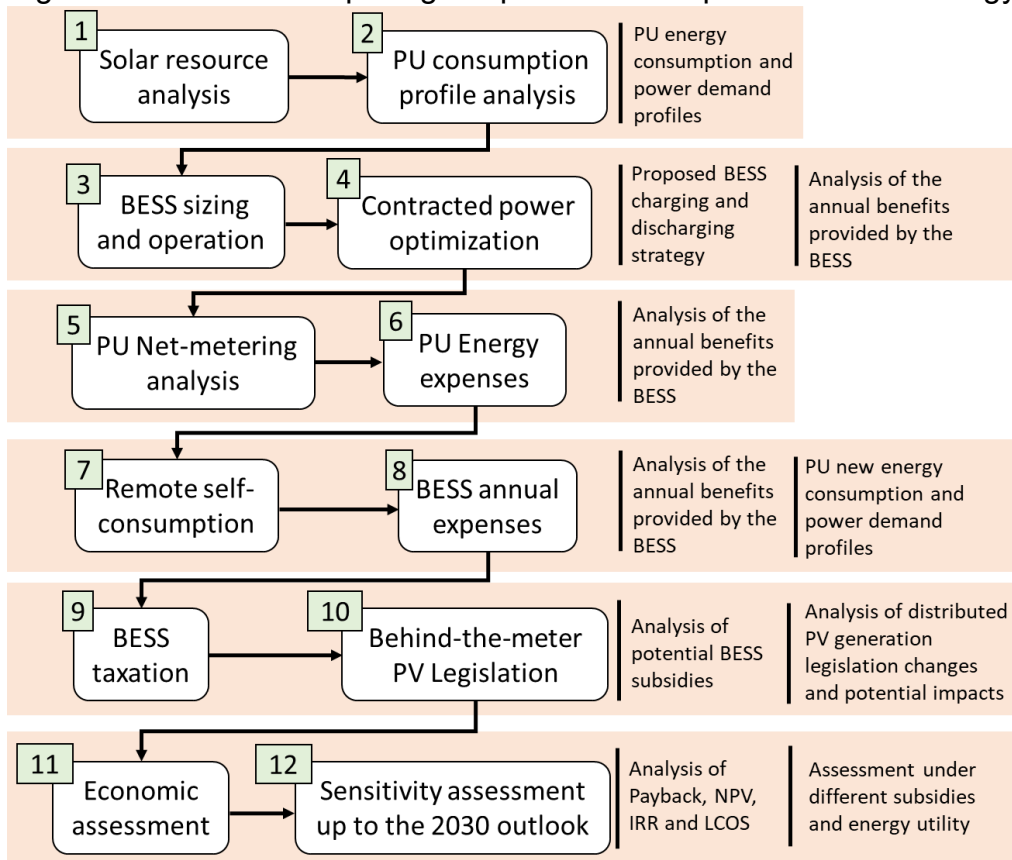 1
Solar resource
analysis
2
PU consumption
profile analysis
PU energy
consumption and
power demand
profiles
3
BESS sizing
and operation
4
Contracted power
optimization
Proposed BESS
charging and
discharging
strategy
Analysis of the
annual benefits
provided by the
BESS
5
PU Net-metering
analysis
6
PU Energy
expenses
Analysis of the
annual benefits
provided by the
BESS
7
Remote self-
consumption
8
BESS annual
expenses
Analysis of the
annual benefits
provided by the
BESS
PU new energy
consumption and
power demand
profiles
9
BESS
taxation
10
Behind-the-meter
PV Legislation
Analysis of
potential BESS
subsidies
Analysis of distributed
PV generation
legislation changes
and potential impacts
11
Economic
assessment
12
Sensitivity assessment
up to the 2030 outlook
Analysis of
Payback, NPV,
IRR and LCOS
Assessment under
different subsidies
and energy utility